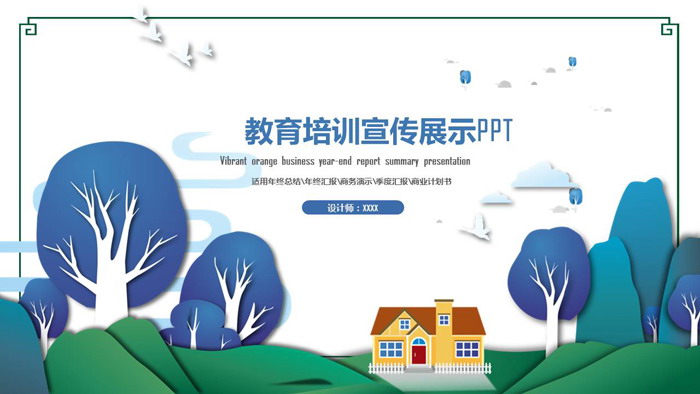 教育培训宣传展示PPT
Vibrant orange business year-end report summary presentation
适用年终总结\年终汇报\商务演示\季度汇报\商业计划书
设计师：XXXX